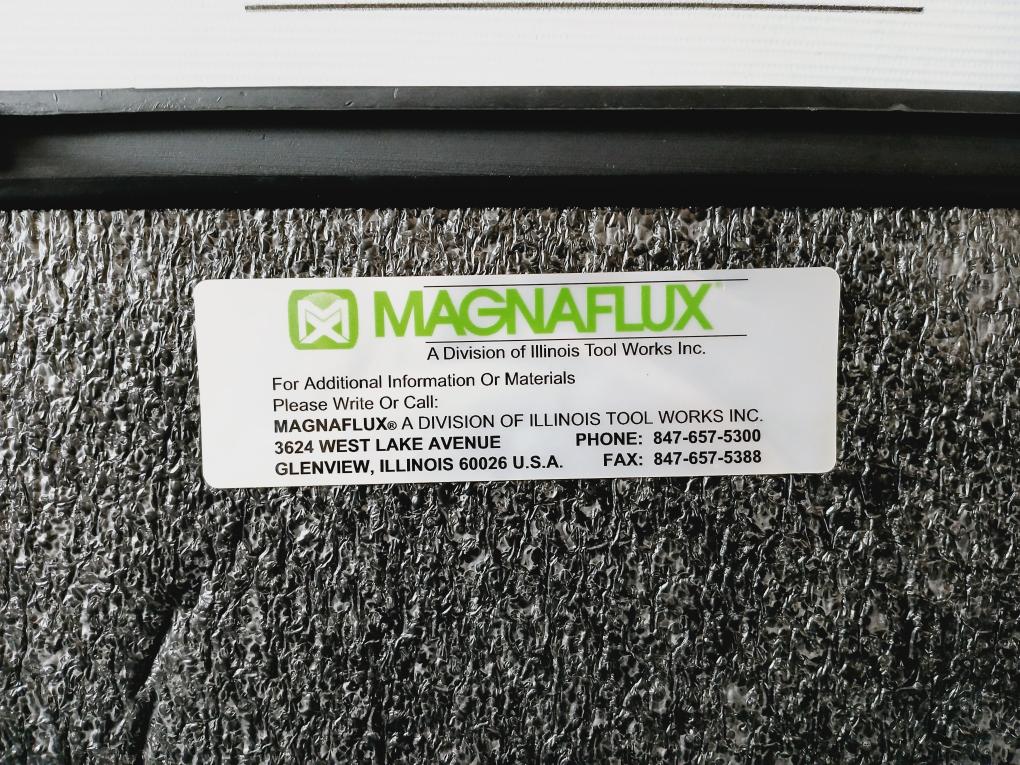 MAGNAFLUX
A Division of Illinois Tool Works Inc.
For Additional Information Or Materials
Please Write Or Call:
MAGNAFLUX® A DIVISION OF ILLINOIS TOOL WORKS INC.
3624 WEST LAKE AVENUE PHONE: 847-657-5300
GLENVIEW, ILLINOIS 60026 U.S.A. FAX: 847-657-5388